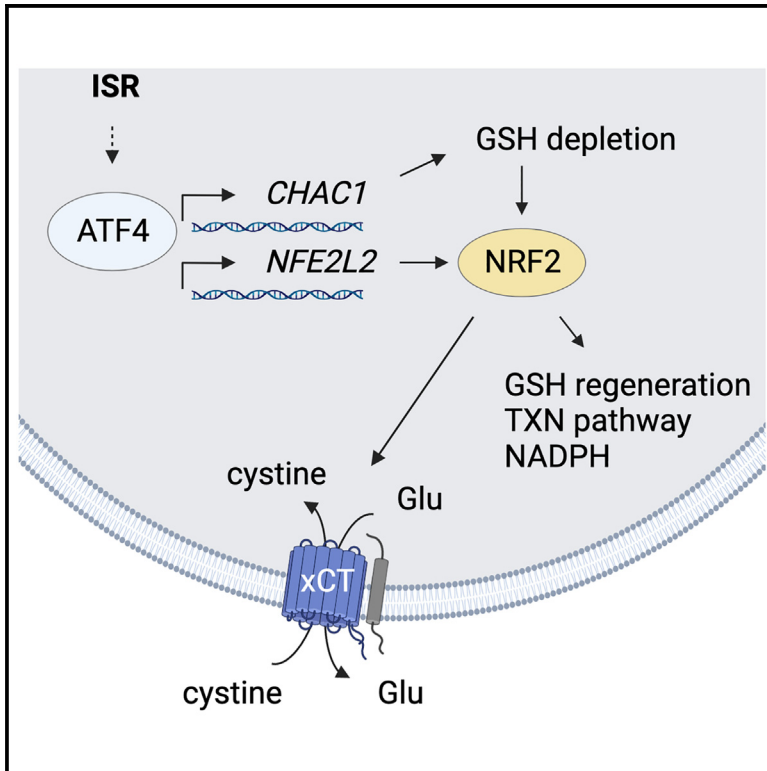 ISR
GSH depletion
CHAC1
ATF4
NFE2L2
NRF2
GSH regeneration
TXN pathway
NADPH
cystine
Glu
xCT
cystine
Glu